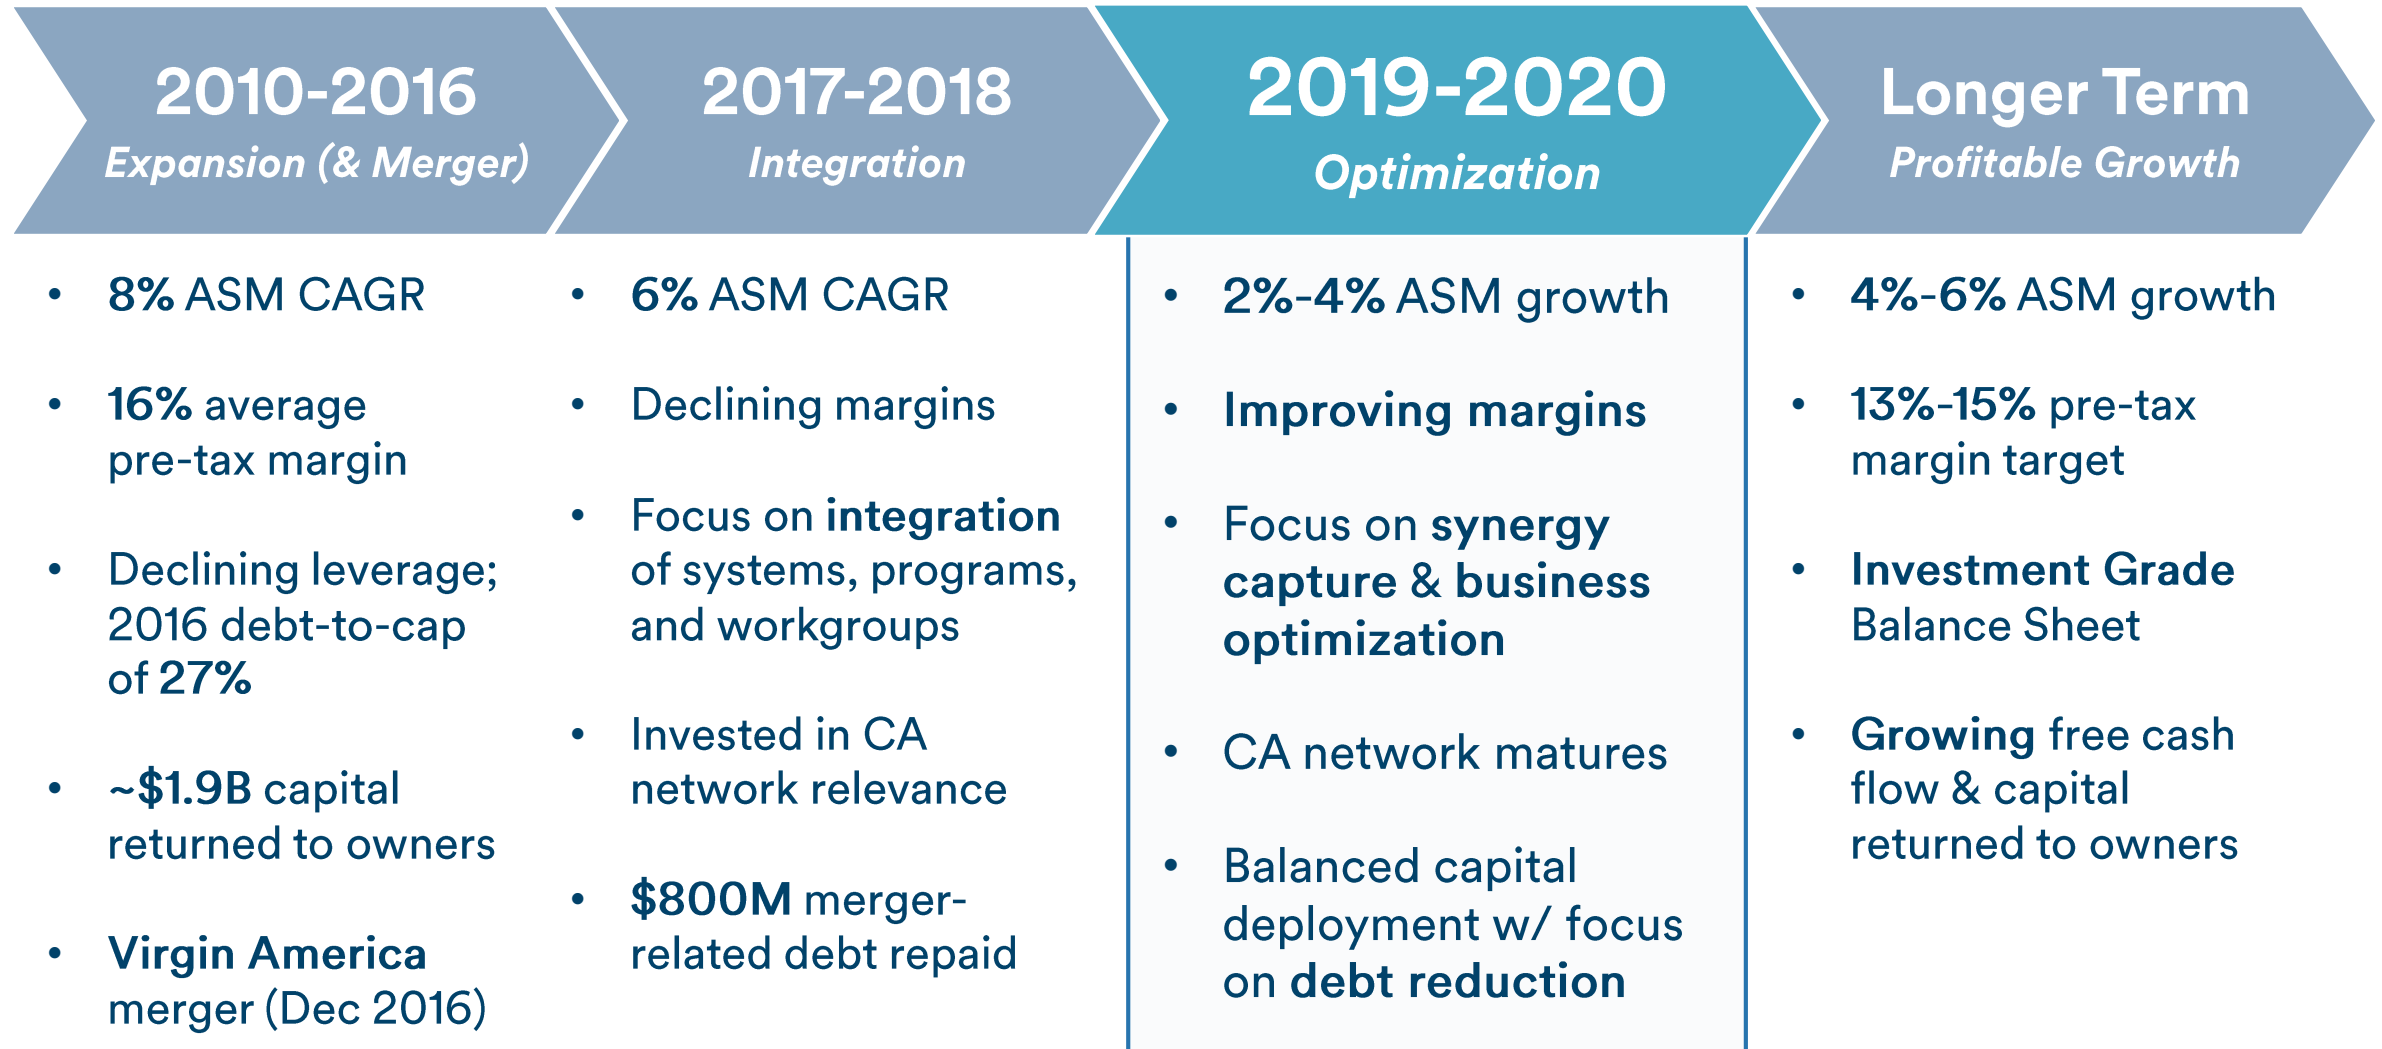 2010-2016
Expansion (& Merger)
• 8% ASM CAGR
• 16% average
pre-tax margin
• Declining leverage;
2016 debt-to-cap
of 27%
• ~$1.9B capital
returned to owners
• Virgin America
merger (Dec 2016)
2017-2018
Integration
• 6% ASM CAGR
• Declining margins
• Focus on integration
of systems, programs,
and workgroups
• Invested in CA
network relevance
• $800M merger-
related debt repaid
2019-2020
Optimization
• 2%-4% ASM growth
• Improving margins
• Focus on synergy
capture & business
optimization
• CA network matures
• Balanced capital
deployment w/ focus
on debt reduction
Longer Term
Profitable Growth
• 4%-6% ASM growth
• 13%-15% pre-tax
margin target
• Investment Grade
Balance Sheet
• Growing free cash
flow & capital
returned to owners